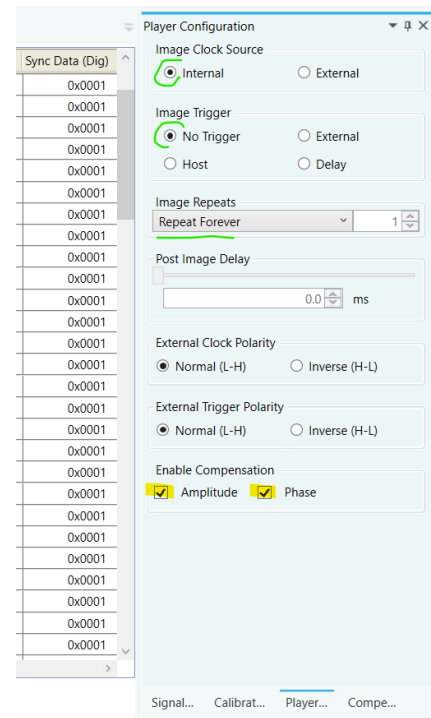 Player Configuration
Image Clock Source
Sync Data (Dig)
Internal
External
0x0001
0x0001
Image Trigger
0x0001
No Trigger
External
0x0001
Host
Delay
0x0001
0x0001
Image Repeats
0x0001
Repeat Forever
1
0x0001
Post Image Delay
0x0001
0x0001
0.0
ms
0x0001
0x0001
External Clock Polarity
0x0001
Normal (L-H)
Inverse (H-L)
0x0001
0x0001
External Trigger Polarity
0x0001
Normal (L-H)
Inverse (H-L)
0x0001
0x0001
Enable Compensation
0x0001
Amplitude
Phase
0x0001
0x0001
0x0001
0x0001
0x0001
0x0001
0x0001
0x0001
Signal...
Calibrat...
Player...
Compe...